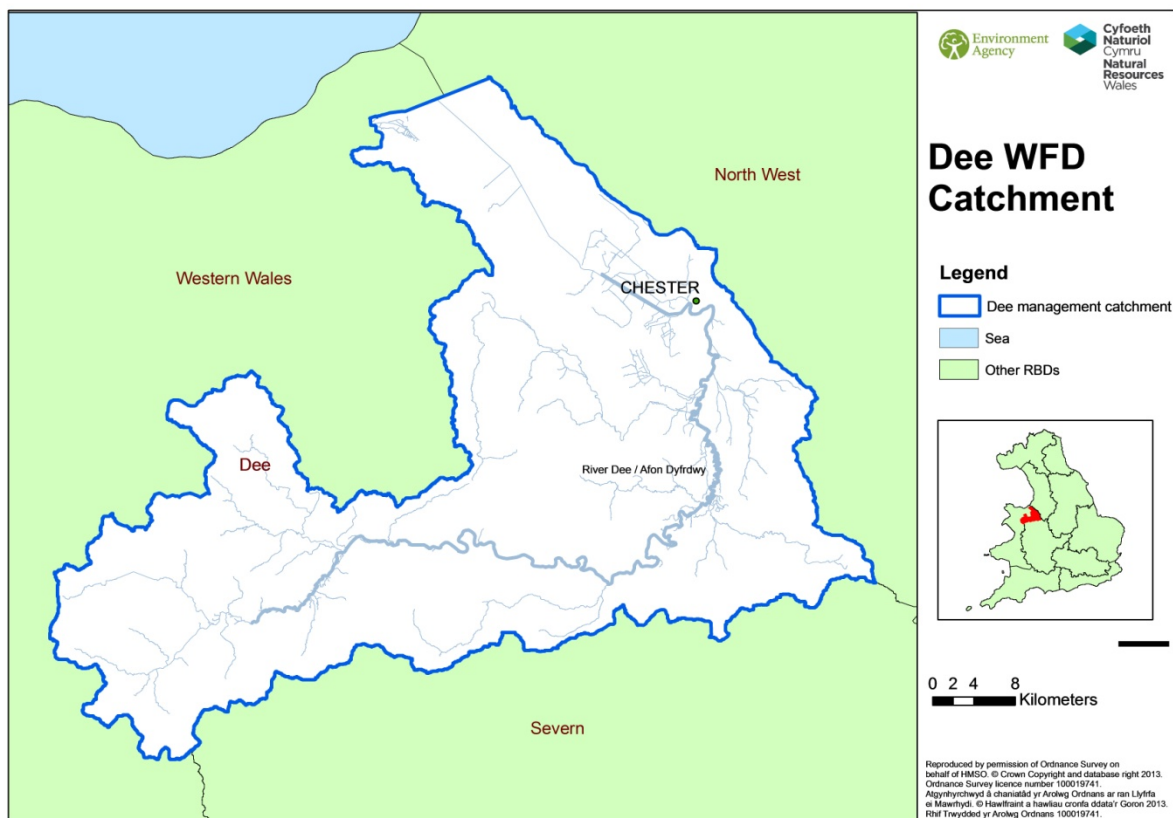 Environment
Agency
Cyfoeth
Naturiol
Cymru
Natural
Resources
Wales
Dee WFD
Catchment
Legend
Dee management catchment
Sea
Other RBDs
North West
Western Wales
CHESTER
Dee
River Dee / Afon Dyfrdwy
Severn
0 2 4 8
Kilometers
Reproduced by permission of Ordnance Survey on
behalf of HMSO. © Crown Copyright and database right 2013.
Ordnance Survey licence number 100019741.
Atgynhyrchwyd â chaniatâd yr Arolwg Ordnans ar ran Llyfrfa
ei Mawrhydi. © Hawlfraint a hawliau cronfa ddata'r Goron 2013.
Rhif Trwydded yr Arolwg Ordnans 100019741.